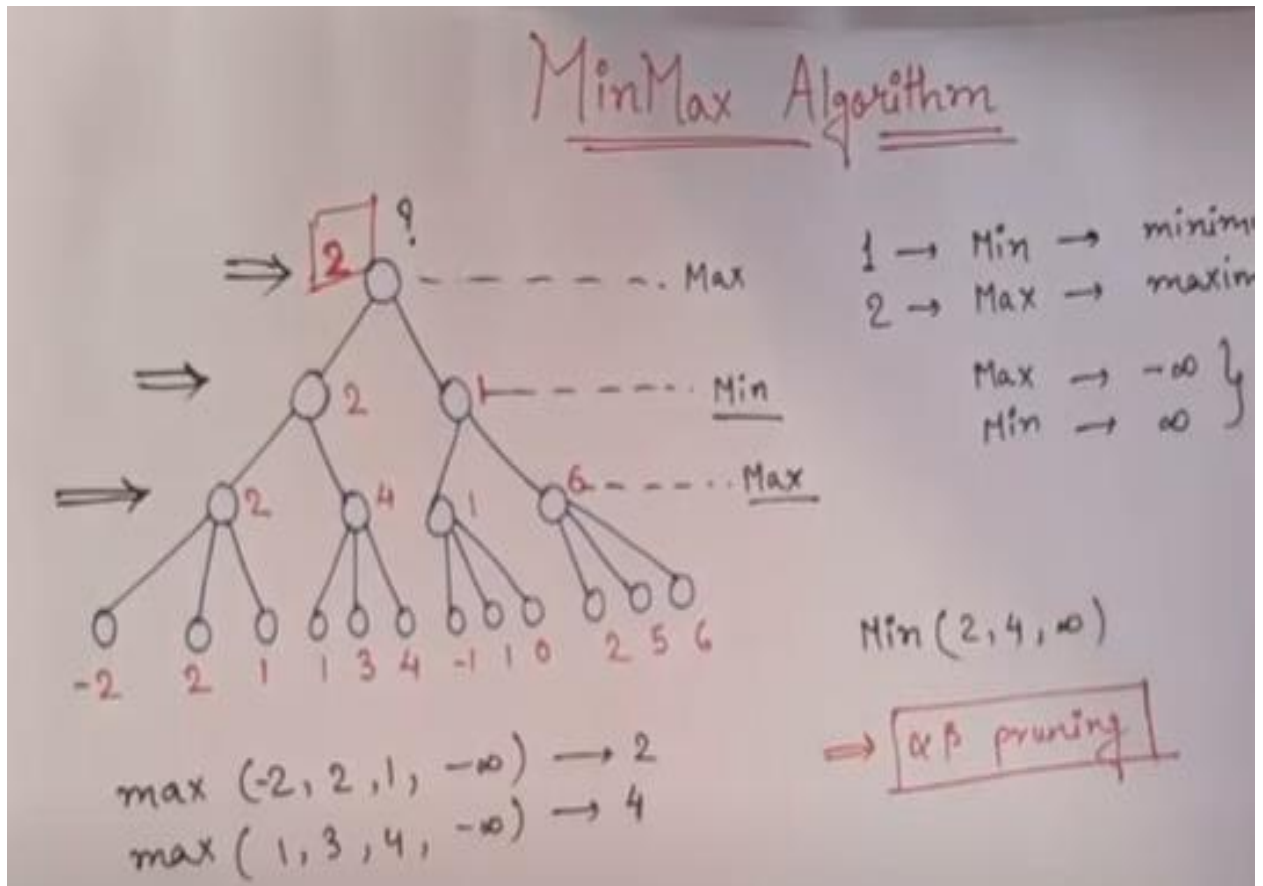 MinMax Algorithm
?
2
Max
1 → Min → minim
2 → Max → maxim
2
1
Min
Max → -∞ }
Min → ∞
2 4 1 6
Max
-2 2 1 1 3 4 -1 1 0 2 5 6
Min (2, 4, ∞)
⇒ αβ pruning
max (-2, 2, 1, -∞) → 2
max (1, 3, 4, -∞) → 4